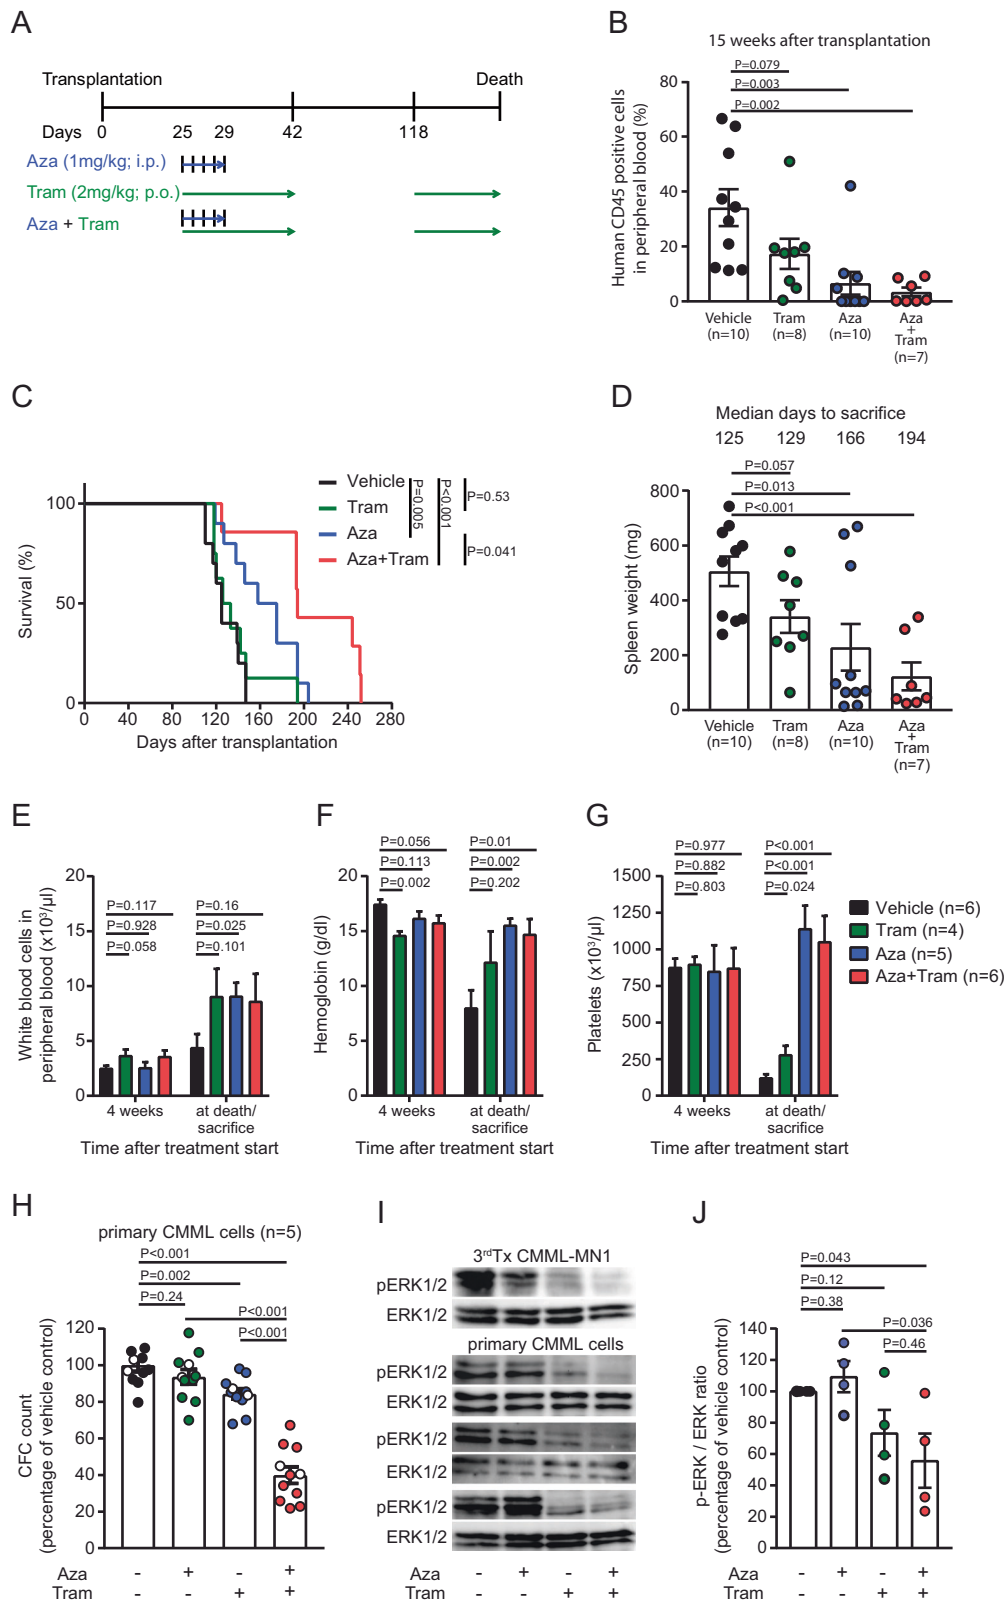 A
Transplantation
Death
Days
0
25
29
42
118
Aza (1mg/kg; i.p.)
Tram (2mg/kg; p.o.)
Aza + Tram
B
15 weeks after transplantation
P=0.079
P=0.003
P=0.002
Human CD45 positive cells
in peripheral blood (%)
80
60
40
20
0
Vehicle
(n=10)
Tram
(n=8)
Aza
(n=10)
Aza
+
Tram
(n=7)
C
Survival (%)
100
50
0
0
40
80
120
160
200
240
280
Days after transplantation
Vehicle
Tram
Aza
Aza+Tram
P=0.005
P<0.001
P=0.53
P=0.041
D
Median days to sacrifice
125
129
166
194
P=0.057
P=0.013
P<0.001
Spleen weight (mg)
800
600
400
200
0
Vehicle
(n=10)
Tram
(n=8)
Aza
(n=10)
Aza
+
Tram
(n=7)
E
White blood cells in
peripheral blood (x10³/µl)
20
15
10
5
0
P=0.117
P=0.928
P=0.058
P=0.16
P=0.025
P=0.101
4 weeks
at death/
sacrifice
Time after treatment start
F
Hemoglobin (g/dl)
20
15
10
5
0
P=0.056
P=0.113
P=0.002
P=0.01
P=0.002
P=0.202
4 weeks
at death/
sacrifice
Time after treatment start
G
Platelets (x10³/µl)
1500
1250
1000
750
500
250
0
P=0.977
P=0.882
P=0.803
P<0.001
P<0.001
P=0.024
4 weeks
at death/
sacrifice
Time after treatment start
Vehicle (n=6)
Tram (n=4)
Aza (n=5)
Aza+Tram (n=6)
H
primary CMML cells (n=5)
P<0.001
P=0.002
P=0.24
P<0.001
P<0.001
CFC count
(percentage of vehicle control)
120
100
80
60
40
20
0
Aza - + - +
Tram - - + +
I
3rdTx CMML-MN1
pERK1/2
ERK1/2
primary CMML cells
pERK1/2
ERK1/2
pERK1/2
ERK1/2
pERK1/2
ERK1/2
Aza - + - +
Tram - - + +
J
P=0.043
P=0.12
P=0.38
P=0.036
P=0.46
p-ERK / ERK ratio
(percentage of vehicle control)
140
120
100
80
60
40
20
0
Aza - + - +
Tram - - + +